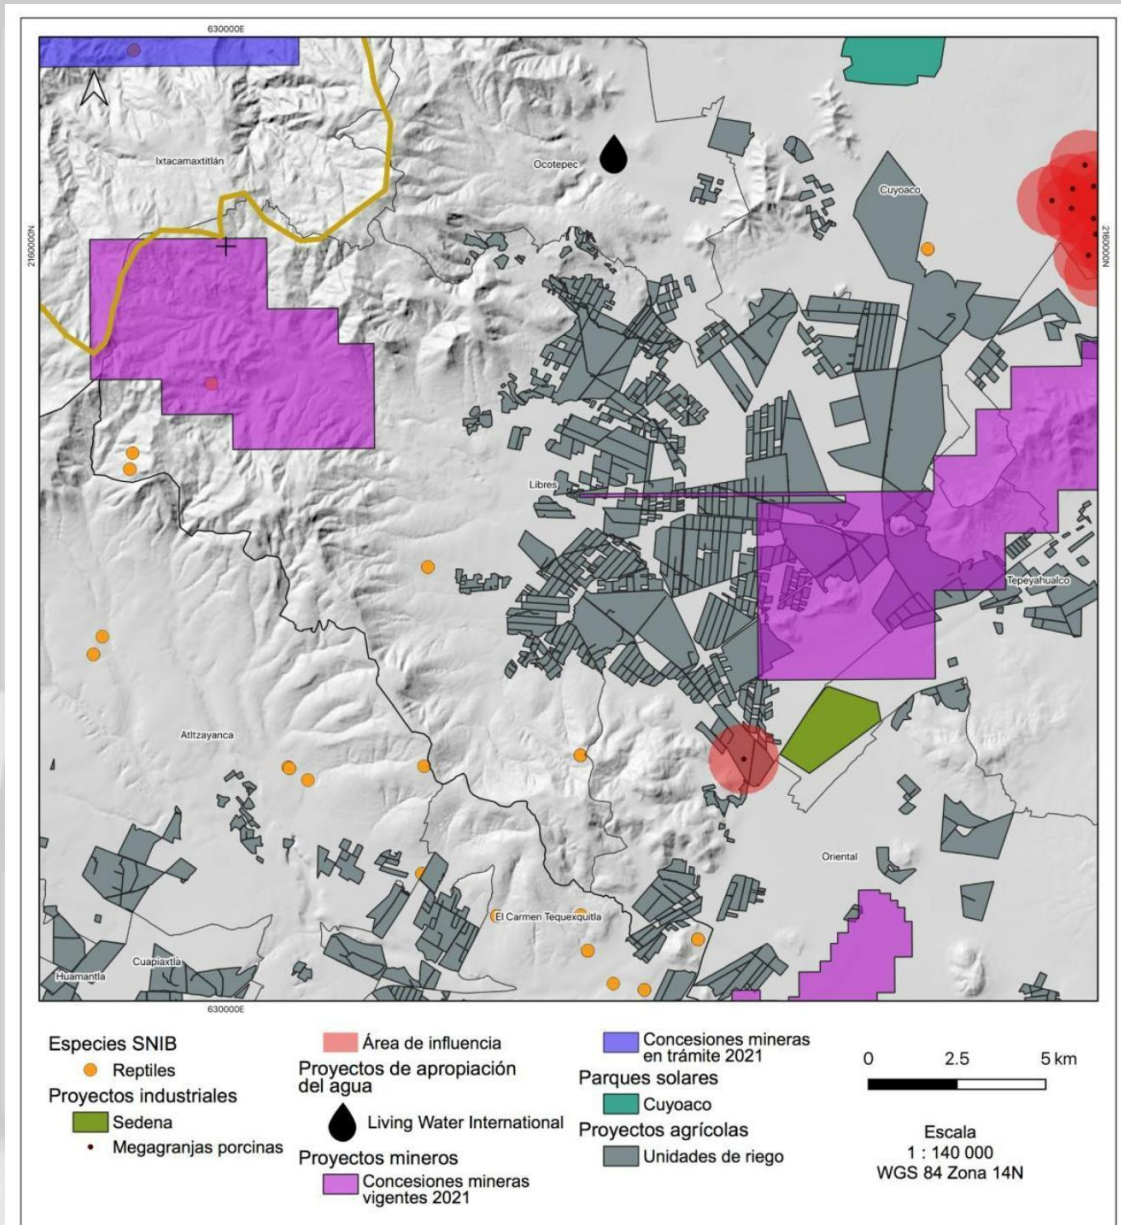 630000E
Ixtacamaxtitlán
Ocotepec
Cuyoaco
2160000N
2160000N
Libres
Tepeyahualco
Atltzayanca
Oriental
El Carmen Tequexquitla
Cuapiaxtla
Huamantla
630000E
Especies SNIB
Reptiles
Proyectos industriales
Sedena
Megagranjas porcinas
Área de influencia
Proyectos de apropiación
del agua
Living Water International
Proyectos mineros
Concesiones mineras
vigentes 2021
Concesiones mineras
en trámite 2021
Parques solares
Cuyoaco
Proyectos agrícolas
Unidades de riego
0 2.5 5 km
Escala
1 : 140 000
WGS 84 Zona 14N